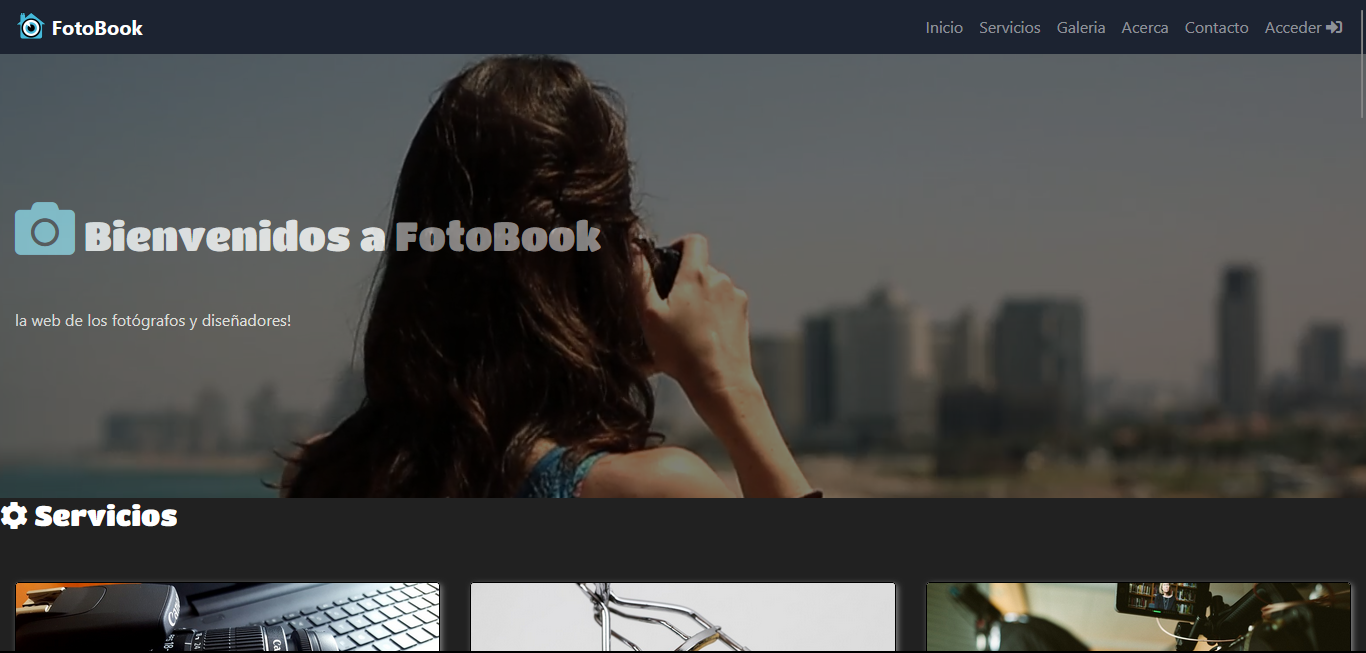 FotoBook
Inicio Servicios Galeria Acerca Contacto Acceder
Bienvenidos a FotoBook
la web de los fotógrafos y diseñadores!
Servicios